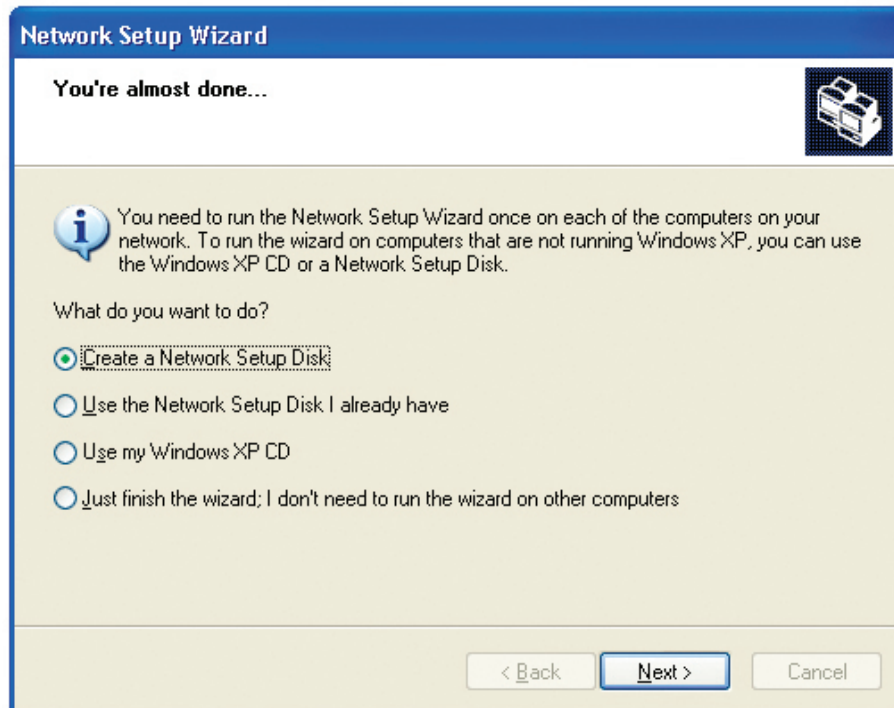 Network Setup Wizard
You're almost done...
You need to run the Network Setup Wizard once on each of the computers on your
network. To run the wizard on computers that are not running Windows XP, you can use
the Windows XP CD or a Network Setup Disk.
What do you want to do?
Create a Network Setup Disk
Use the Network Setup Disk I already have
Use my Windows XP CD
Just finish the wizard; I don't need to run the wizard on other computers
< Back Next > Cancel